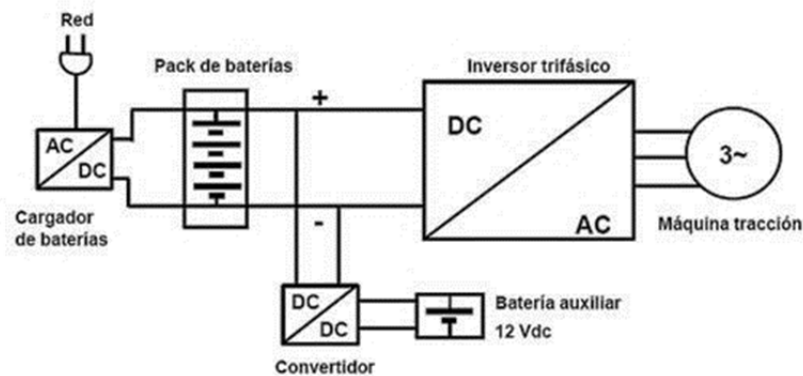 Red
Pack de baterías
Inversor trifásico
+
DC
AC
DC
3~
-
AC
Cargador
de baterías
Máquina tracción
DC
DC
Batería auxiliar
12 Vdc
Convertidor